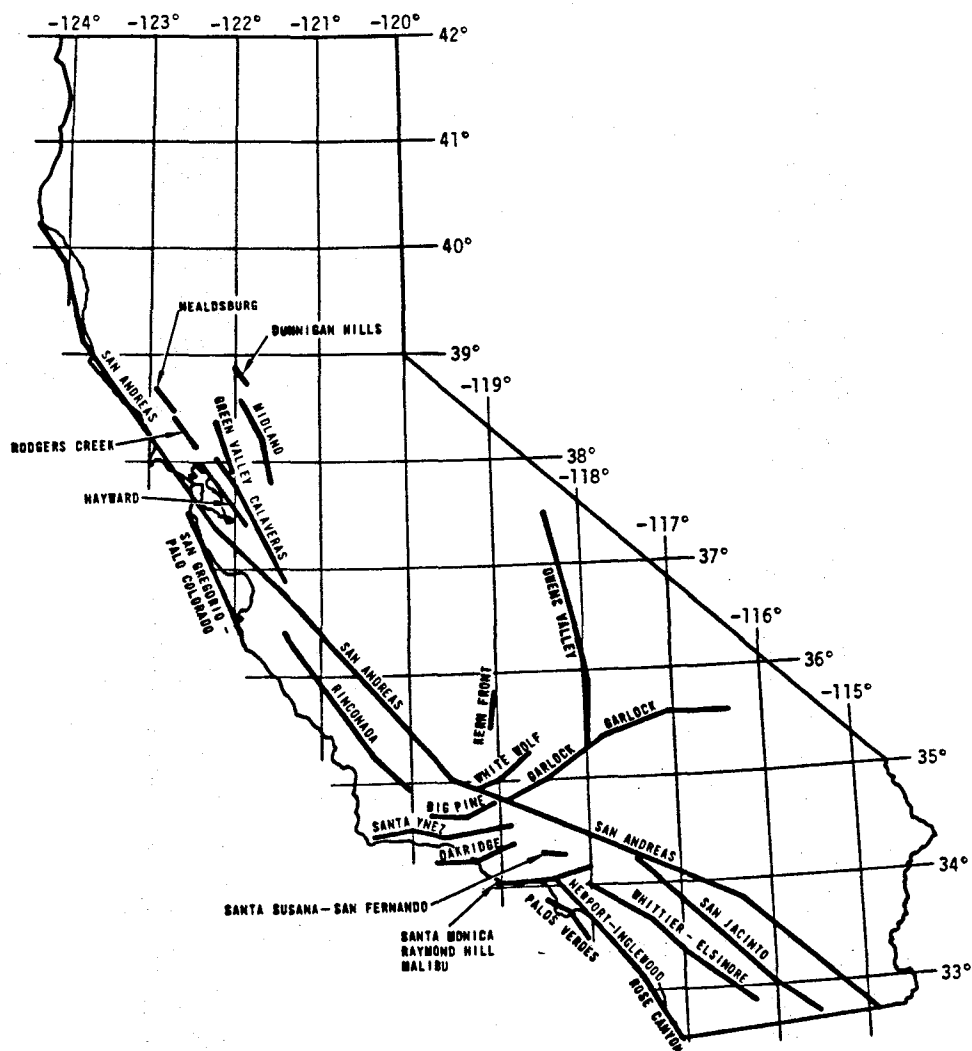 -124° -123° -122° -121° -120°
42°
41°
40°
HEALDSBURG
DUNNIGAN HILLS
39°
SAN ANDREAS
-119°
GREEN VALLEY
MIDLAND
RODGERS CREEK
38°
-118°
HAYWARD
CALAVERAS
-117°
37°
SAN GREGORIO -
PALO COLORADO
OWENS VALLEY
-116°
SAN ANDREAS
36°
-115°
RINCONADA
KERN FRONT
GARLOCK
35°
WHITE WOLF
GARLOCK
BIG PINE
SANTA YNEZ
SAN ANDREAS
OAKRIDGE
34°
SANTA SUSANA-SAN FERNANDO
NEWPORT-INGLEWOOD
WHITTIER - ELSINORE
SAN JACINTO
PALOS VERDES
SANTA MONICA
RAYMOND HILL
MALIBU
33°
ROSE CANYON